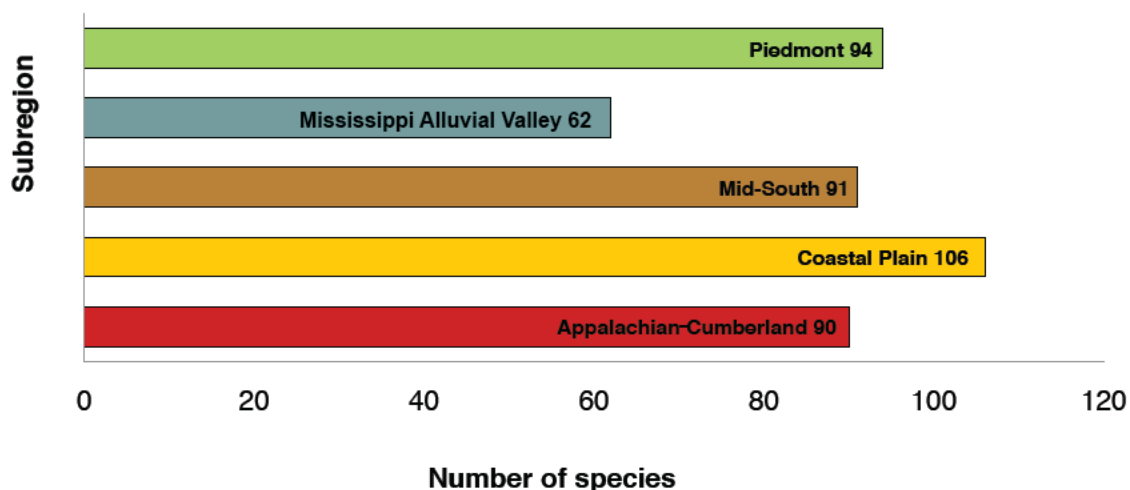 Subregion
Piedmont 94
Mississippi Alluvial Valley 62
Mid-South 91
Coastal Plain 106
Appalachian-Cumberland 90
0 20 40 60 80 100 120
Number of species